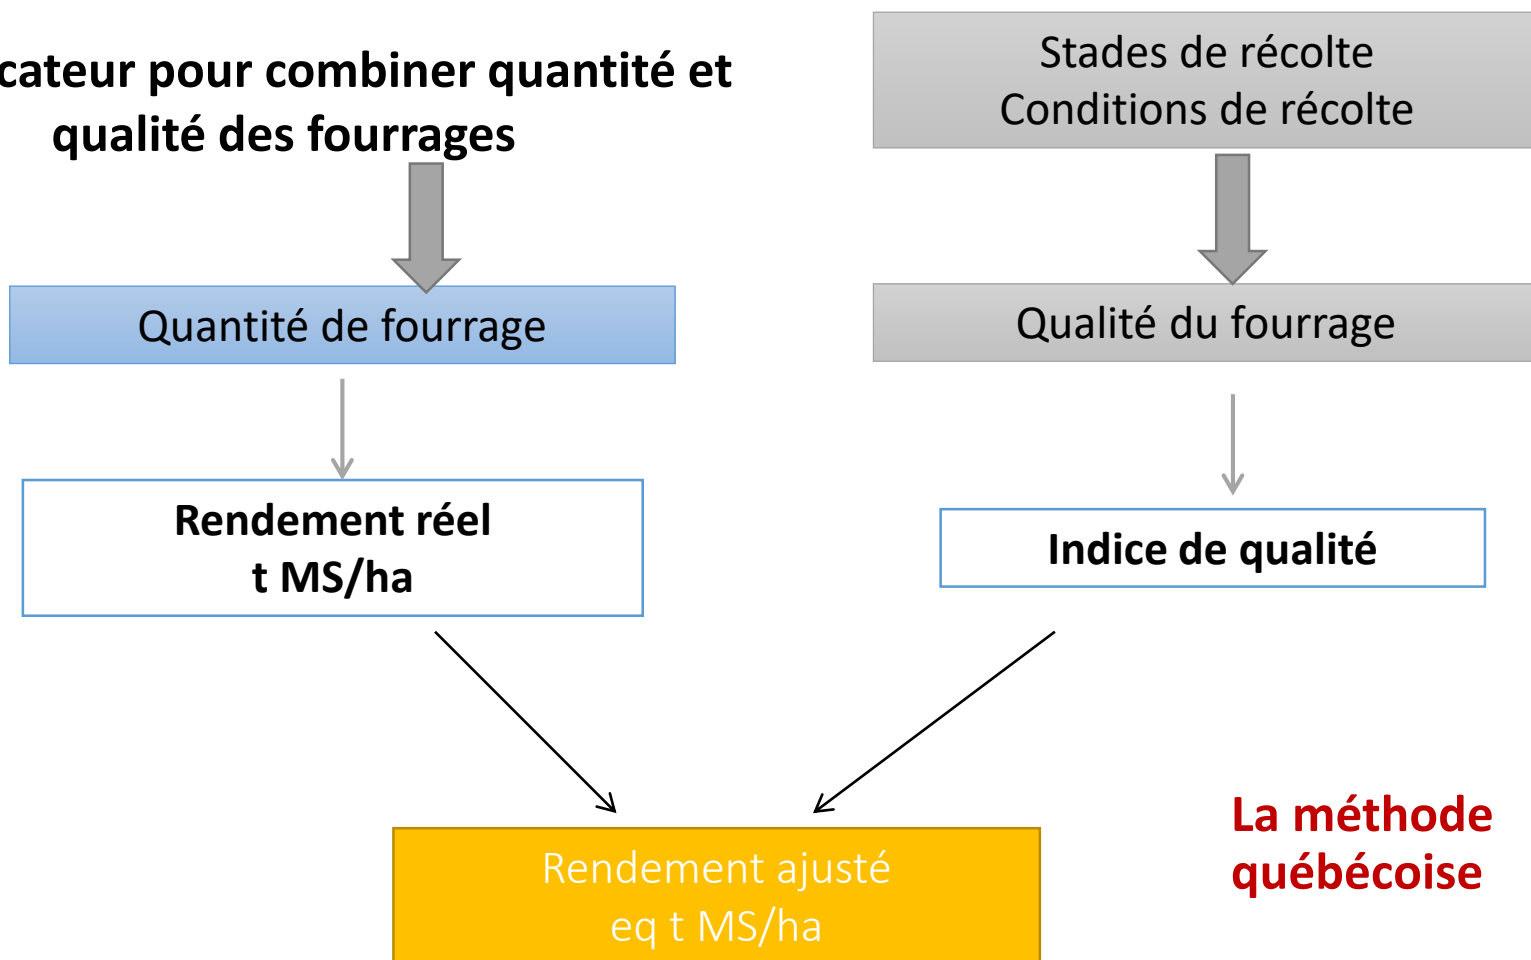 cateur pour combiner quantité et
qualité des fourrages
Stades de récolte
Conditions de récolte
Quantité de fourrage
Qualité du fourrage
Rendement réel
t MS/ha
Indice de qualité
Rendement ajusté
eq t MS/ha
La méthode
québécoise